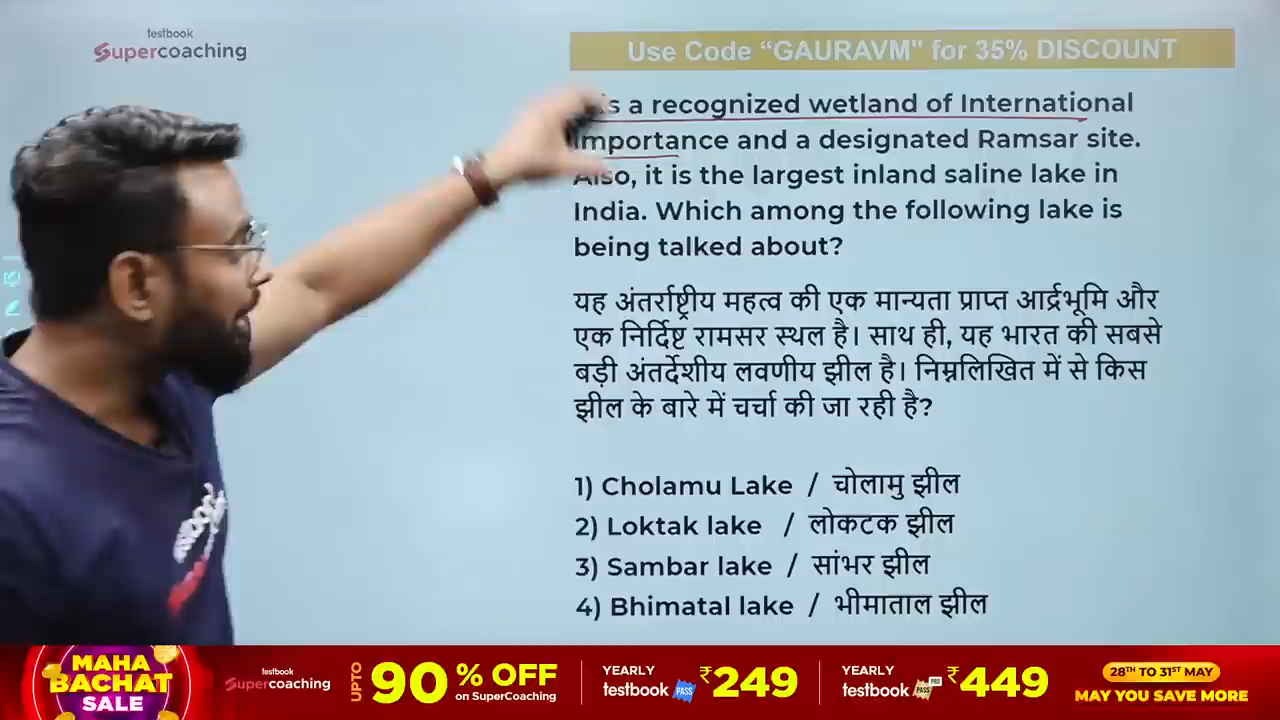 testbook
Supercoaching
Use Code “GAURAVM" for 35% DISCOUNT
is a recognized wetland of International
Importance and a designated Ramsar site.
Also, it is the largest inland saline lake in
India. Which among the following lake is
being talked about?
यह अंतर्राष्ट्रीय महत्व की एक मान्यता प्राप्त आर्द्रभूमि और
एक निर्दिष्ट रामसर स्थल है। साथ ही, यह भारत की सबसे
बड़ी अंतर्देशीय लवणीय झील है। निम्नलिखित में से किस
झील के बारे में चर्चा की जा रही है?
1) Cholamu Lake / चोलामु झील
2) Loktak lake / लोकटक झील
3) Sambar lake / सांभर झील
4) Bhimatal lake / भीमाताल झील
MAHA
BACHAT
SALE
testbook
Supercoaching
UPTO 90% OFF
on SuperCoaching
YEARLY
testbook PASS ₹249
YEARLY
testbook PASS PRO ₹449
28TH TO 31ST MAY
MAY YOU SAVE MORE